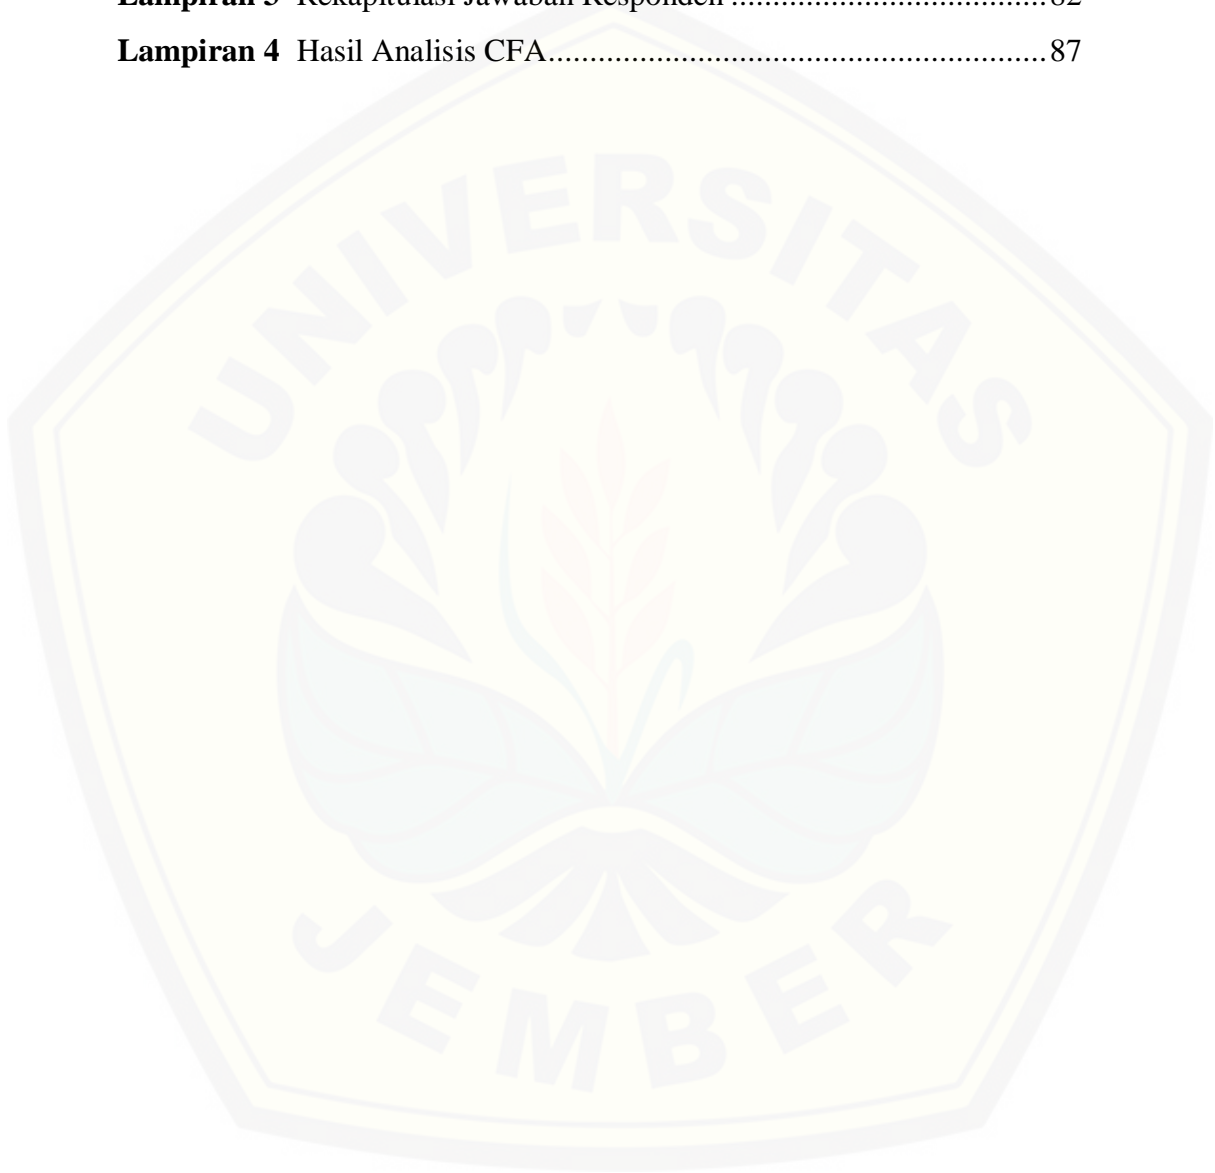 Lampiran 3 Rekapitulasi Jawaban Responden .....................................82
Lampiran 4 Hasil Analisis CFA...........................................................87
UNIVERSITAS
JEMBER